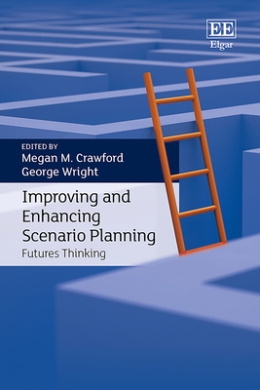 EE
Elgar
EDITED BY
Megan M. Crawford
George Wright
Improving and
Enhancing
Scenario Planning
Futures Thinking